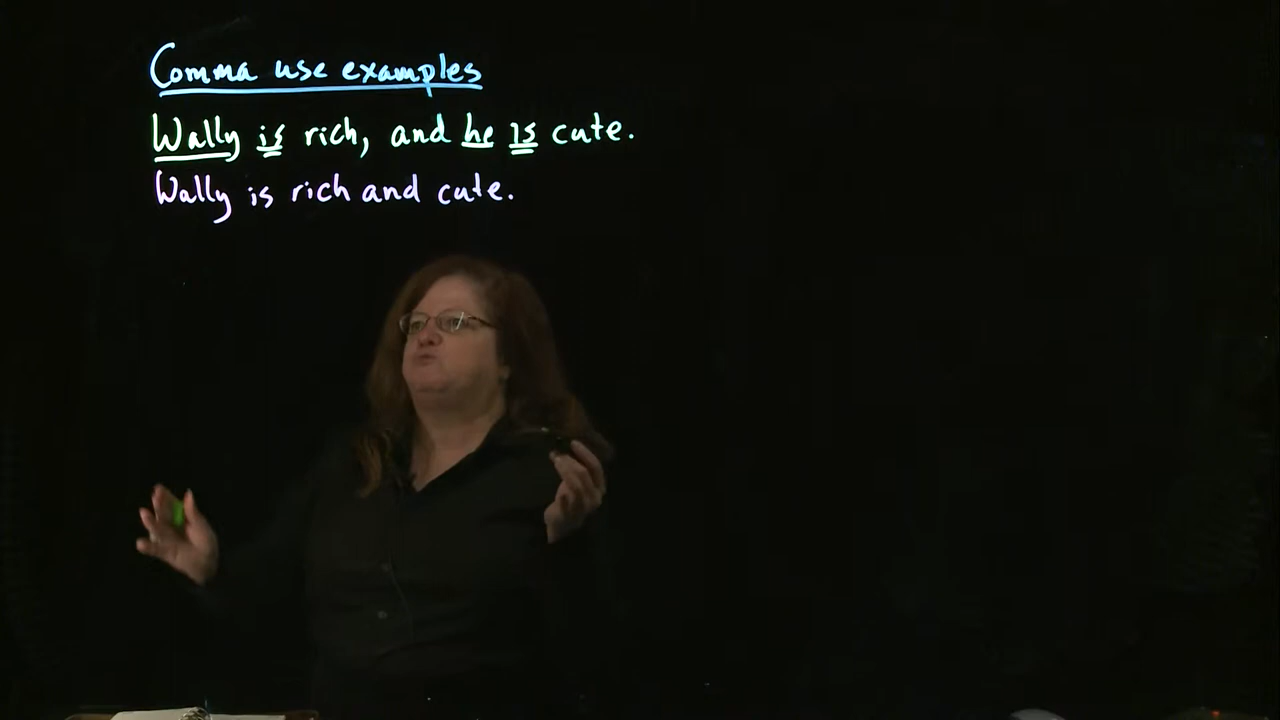 Comma use examples
Wally is rich, and he is cute.
Wally is rich and cute.